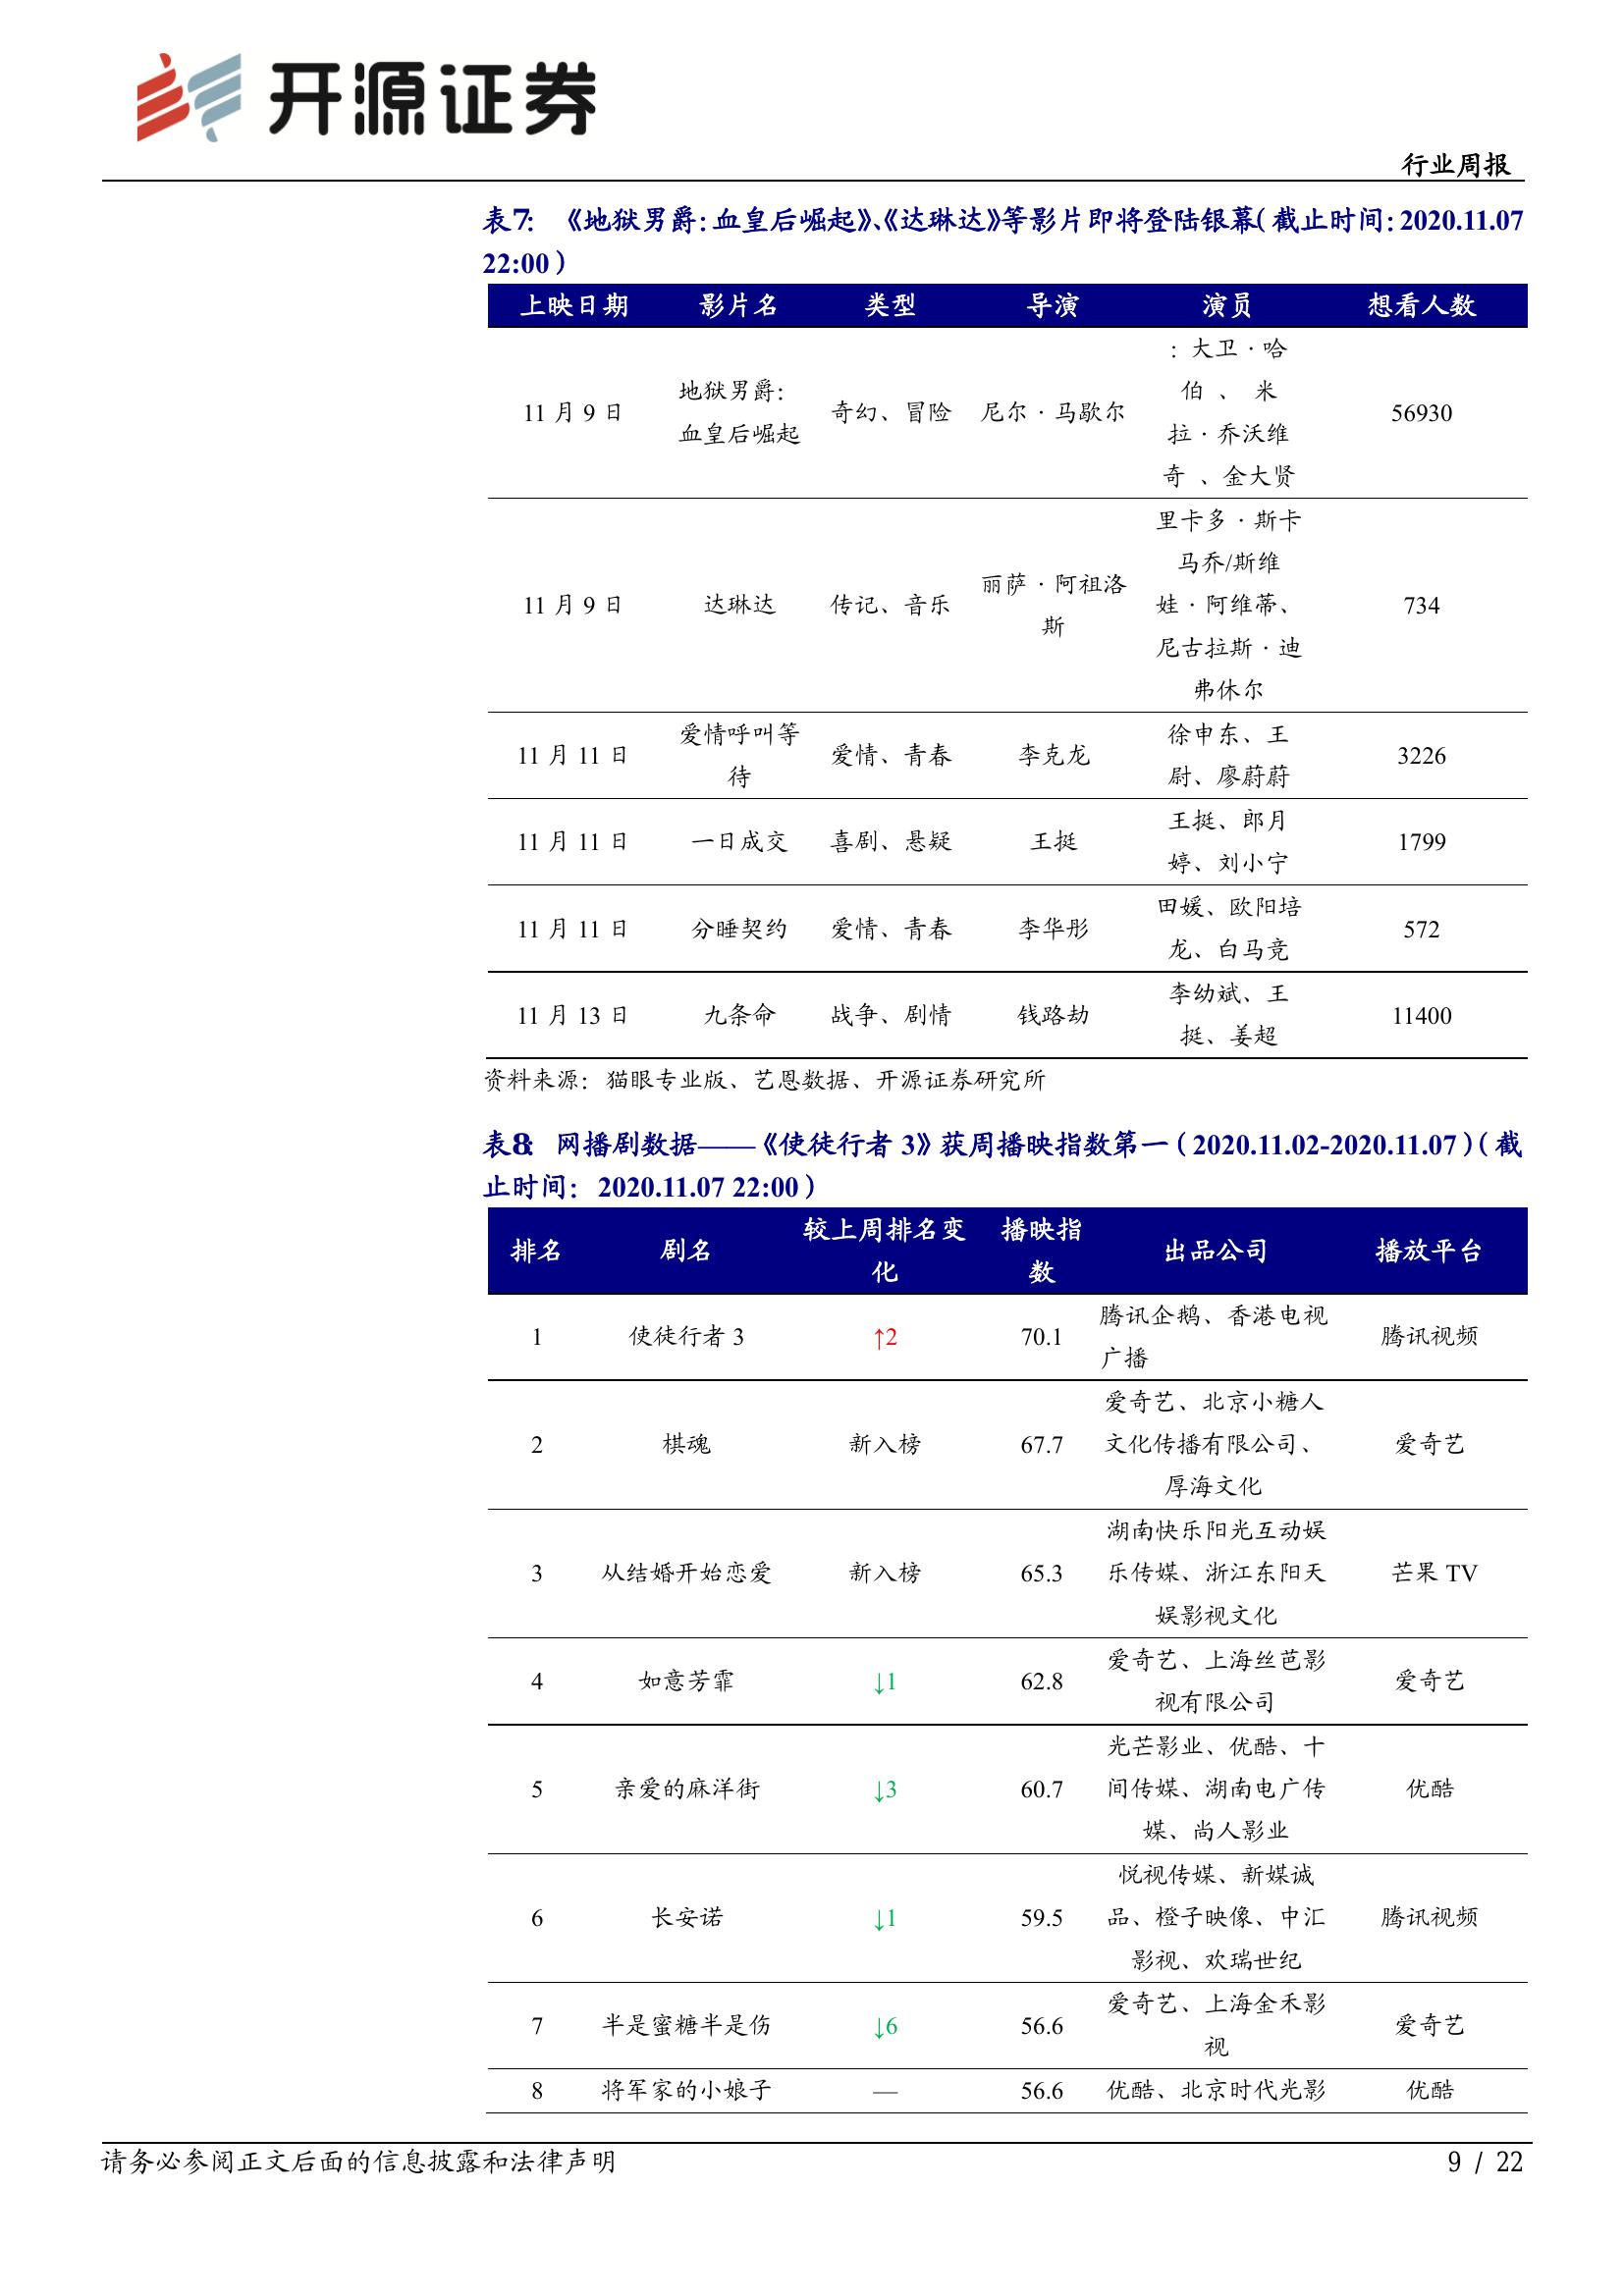 开源证券
行业周报
表7: 《地狱男爵：血皇后崛起》、《达琳达》等影片即将登陆银幕（截止时间：2020.11.07
22:00）
上映日期 影片名 类型 导演 演员 想看人数
：大卫·哈
地狱男爵： 伯 、 米
11 月 9 日 奇幻、冒险 尼尔·马歇尔 56930
血皇后崛起 拉·乔沃维
奇 、金大贤
里卡多·斯卡
马乔/斯维
丽萨·阿祖洛
11 月 9 日 达琳达 传记、音乐 娃·阿维蒂、 734
斯
尼古拉斯·迪
弗休尔
爱情呼叫等 徐申东、王
11 月 11 日 爱情、青春 李克龙 3226
待 尉、廖蔚蔚
王挺、郎月
11 月 11 日 一日成交 喜剧、悬疑 王挺 1799
婷、刘小宁
田媛、欧阳培
11 月 11 日 分睡契约 爱情、青春 李华彤 572
龙、白马竞
李幼斌、王
11 月 13 日 九条命 战争、剧情 钱路劫 11400
挺、姜超
资料来源：猫眼专业版、艺恩数据、开源证券研究所
表8: 网播剧数据——《使徒行者 3》获周播映指数第一（2020.11.02-2020.11.07）（截
止时间： 2020.11.07 22:00）
较上周排名变 播映指
排名 剧名 出品公司 播放平台
化 数
腾讯企鹅、香港电视
1 使徒行者 3 ↑2 70.1 腾讯视频
广播
爱奇艺、北京小糖人
2 棋魂 新入榜 67.7 文化传播有限公司、 爱奇艺
厚海文化
湖南快乐阳光互动娱
3 从结婚开始恋爱 新入榜 65.3 乐传媒、浙江东阳天 芒果 TV
娱影视文化
爱奇艺、上海丝芭影
4 如意芳霏 ↓1 62.8 爱奇艺
视有限公司
光芒影业、优酷、十
5 亲爱的麻洋街 ↓3 60.7 间传媒、湖南电广传 优酷
媒、尚人影业
悦视传媒、新媒诚
6 长安诺 ↓1 59.5 品、橙子映像、中汇 腾讯视频
影视、欢瑞世纪
爱奇艺、上海金禾影
7 半是蜜糖半是伤 ↓6 56.6 爱奇艺
视
8 将军家的小娘子 — 56.6 优酷、北京时代光影 优酷
请务必参阅正文后面的信息披露和法律声明 9 / 22